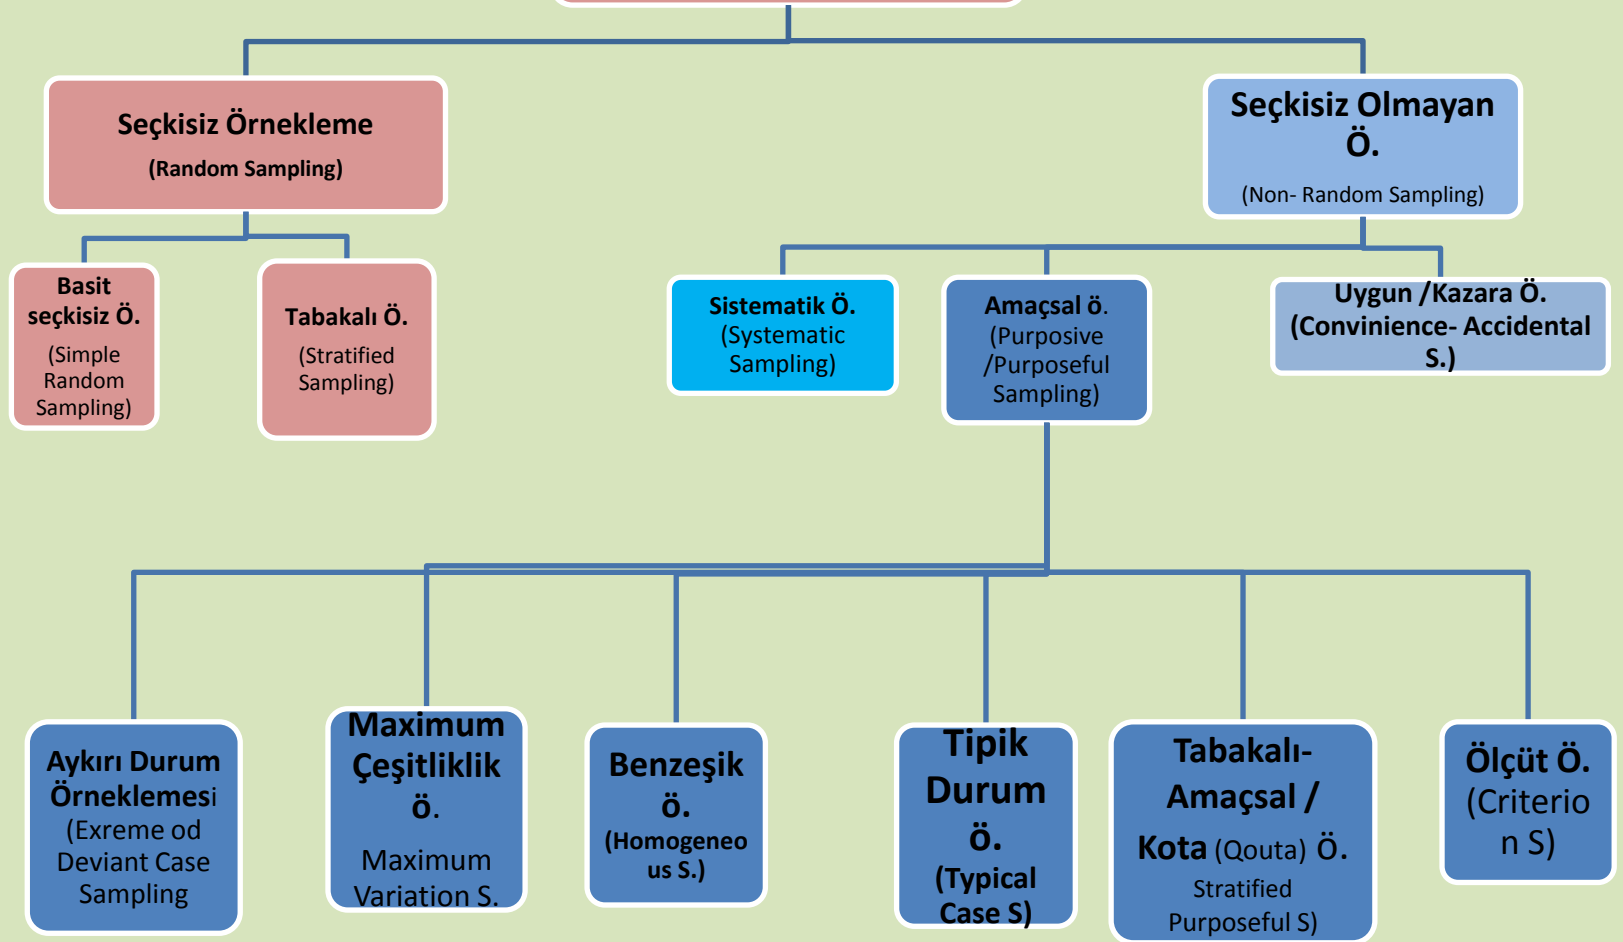 Seçkisiz Örnekleme
(Random Sampling)
Seçkisiz Olmayan
Ö.
(Non- Random Sampling)
Basit
seçkisiz Ö.
(Simple
Random
Sampling)
Tabakalı Ö.
(Stratified
Sampling)
Sistematik Ö.
(Systematic
Sampling)
Amaçsal ö.
(Purposive
/Purposeful
Sampling)
Uygun /Kazara Ö.
(Convinience- Accidental
S.)
Aykırı Durum
Örneklemesi
(Exreme od
Deviant Case
Sampling
Maximum
Çeşitliklik
ö.
Maximum
Variation S.
Benzeşik
ö.
(Homogeneo
us S.)
Tipik
Durum
ö.
(Typical
Case S)
Tabakalı-
Amaçsal /
Kota (Qouta) Ö.
Stratified
Purposeful S)
Ölçüt Ö.
(Criterio
n S)